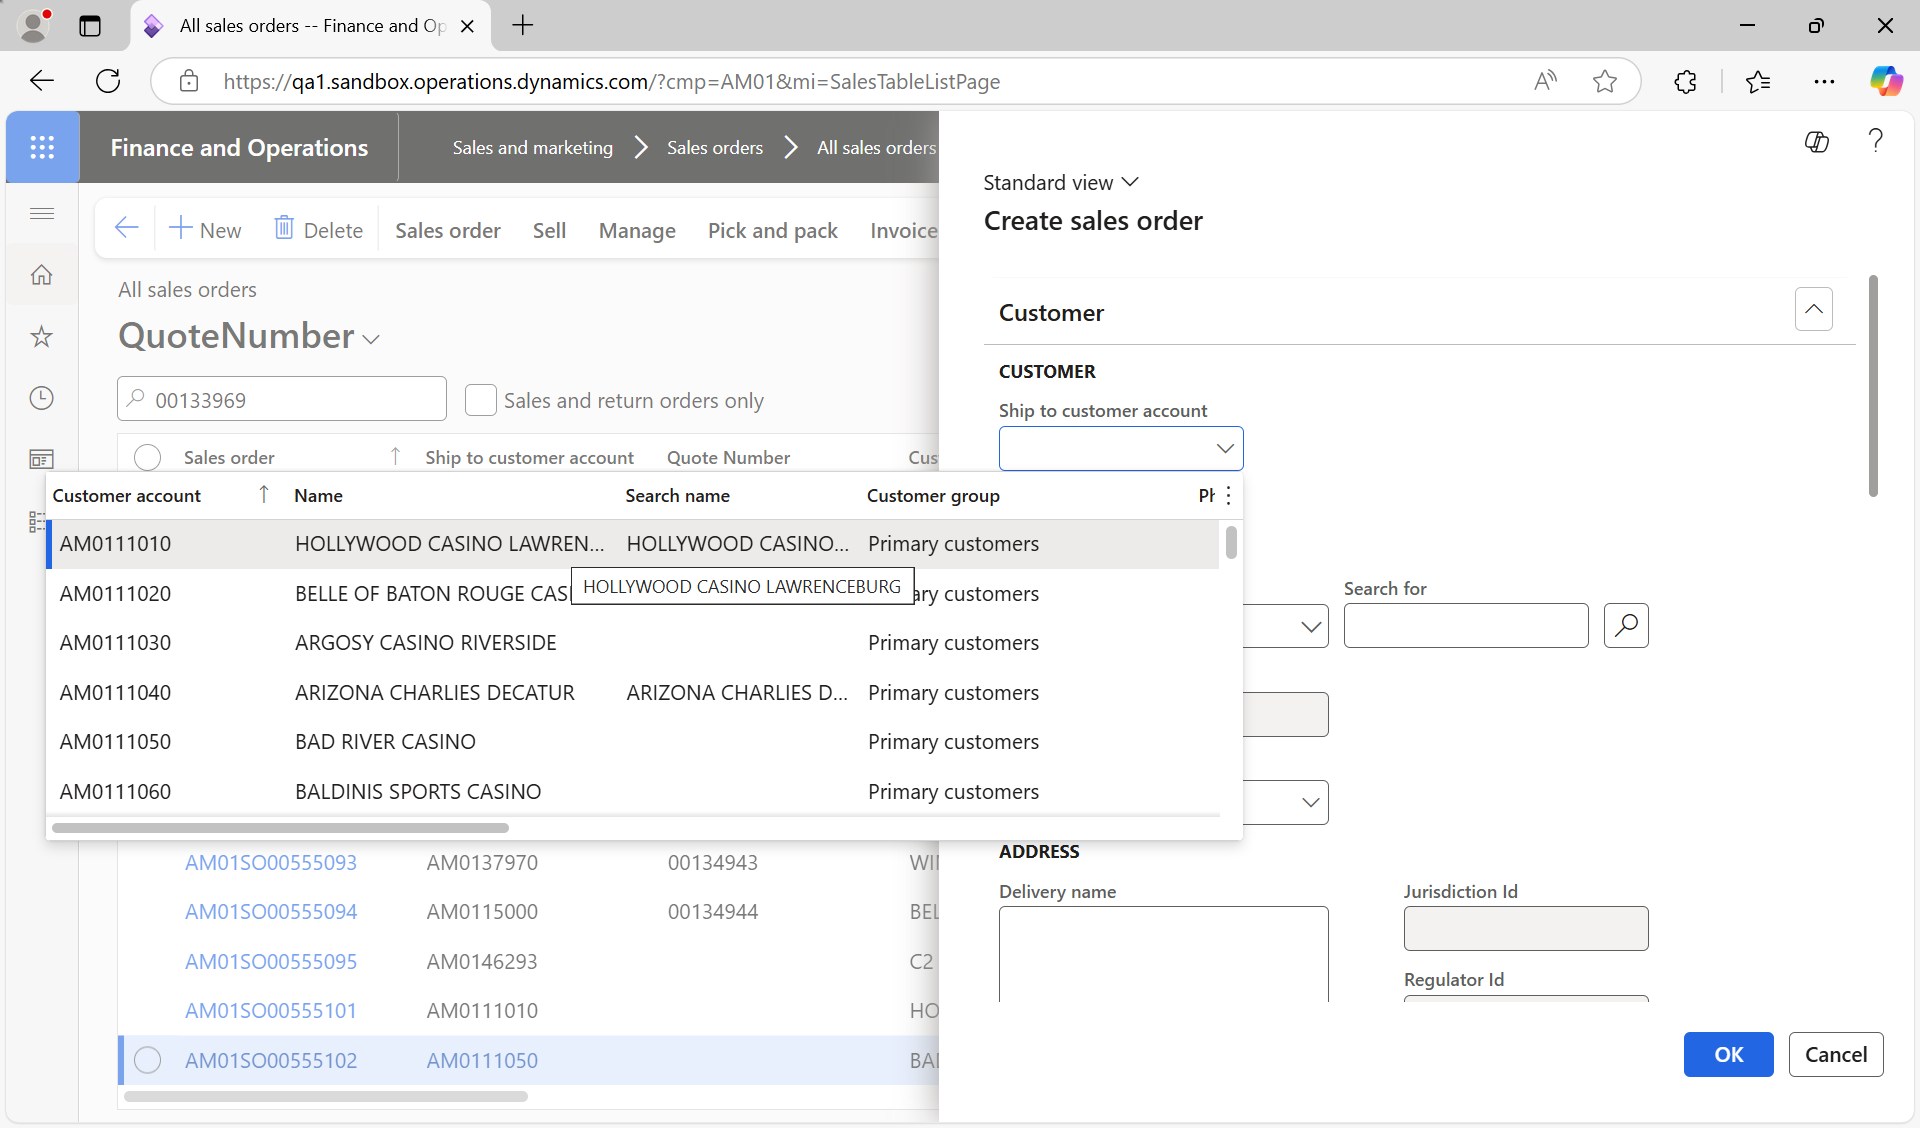 All sales orders -- Finance and Op
https://qa1.sandbox.operations.dynamics.com/?cmp=AM01&mi=SalesTableListPage
Finance and Operations
Sales and marketing
Sales orders
All sales orders
New
Delete
Sales order
Sell
Manage
Pick and pack
Invoice
All sales orders
QuoteNumber
00133969
Sales and return orders only
Sales order
Ship to customer account
Quote Number
Cus
Customer account
Name
Search name
Customer group
Ph
AM0111010 HOLLYWOOD CASINO LAWREN... HOLLYWOOD CASINO... Primary customers
HOLLYWOOD CASINO LAWRENCEBURG
AM0111020 BELLE OF BATON ROUGE CAS ary customers
AM0111030 ARGOSY CASINO RIVERSIDE Primary customers
AM0111040 ARIZONA CHARLIES DECATUR ARIZONA CHARLIES D... Primary customers
AM0111050 BAD RIVER CASINO Primary customers
AM0111060 BALDINIS SPORTS CASINO Primary customers
AM01SO00555093 AM0137970 00134943 WI
AM01SO00555094 AM0115000 00134944 BEL
AM01SO00555095 AM0146293 C2
AM01SO00555101 AM0111010 HO
AM01SO00555102 AM0111050 BA
Standard view
Create sales order
Customer
CUSTOMER
Ship to customer account
Search for
ADDRESS
Delivery name
Jurisdiction Id
Regulator Id
OK
Cancel